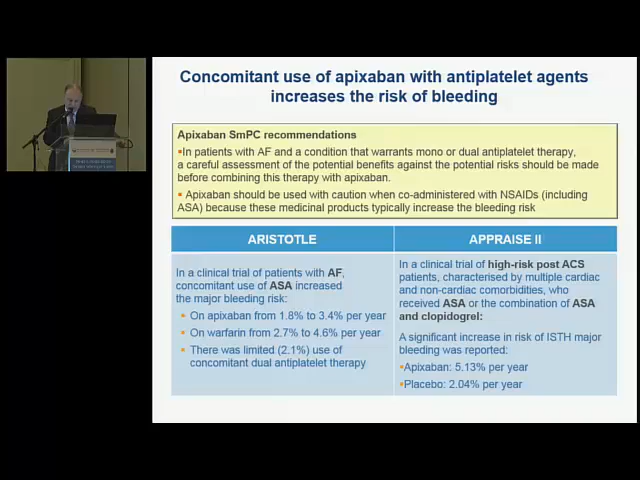 Concomitant use of apixaban with antiplatelet agents
increases the risk of bleeding
Apixaban SmPC recommendations
▪In patients with AF and a condition that warrants mono or dual antiplatelet therapy,
a careful assessment of the potential benefits against the potential risks should be made
before combining this therapy with apixaban.
▪ Apixaban should be used with caution when co-administered with NSAIDs (including
ASA) because these medicinal products typically increase the bleeding risk
ARISTOTLE
In a clinical trial of patients with AF,
concomitant use of ASA increased
the major bleeding risk:
▪ On apixaban from 1.8% to 3.4% per year
▪ On warfarin from 2.7% to 4.6% per year
▪ There was limited (2.1%) use of
concomitant dual antiplatelet therapy
APPRAISE II
In a clinical trial of high-risk post ACS
patients, characterised by multiple cardiac
and non-cardiac comorbidities, who
received ASA or the combination of ASA
and clopidogrel:
A significant increase in risk of ISTH major
bleeding was reported:
▪Apixaban: 5.13% per year
▪Placebo: 2.04% per year